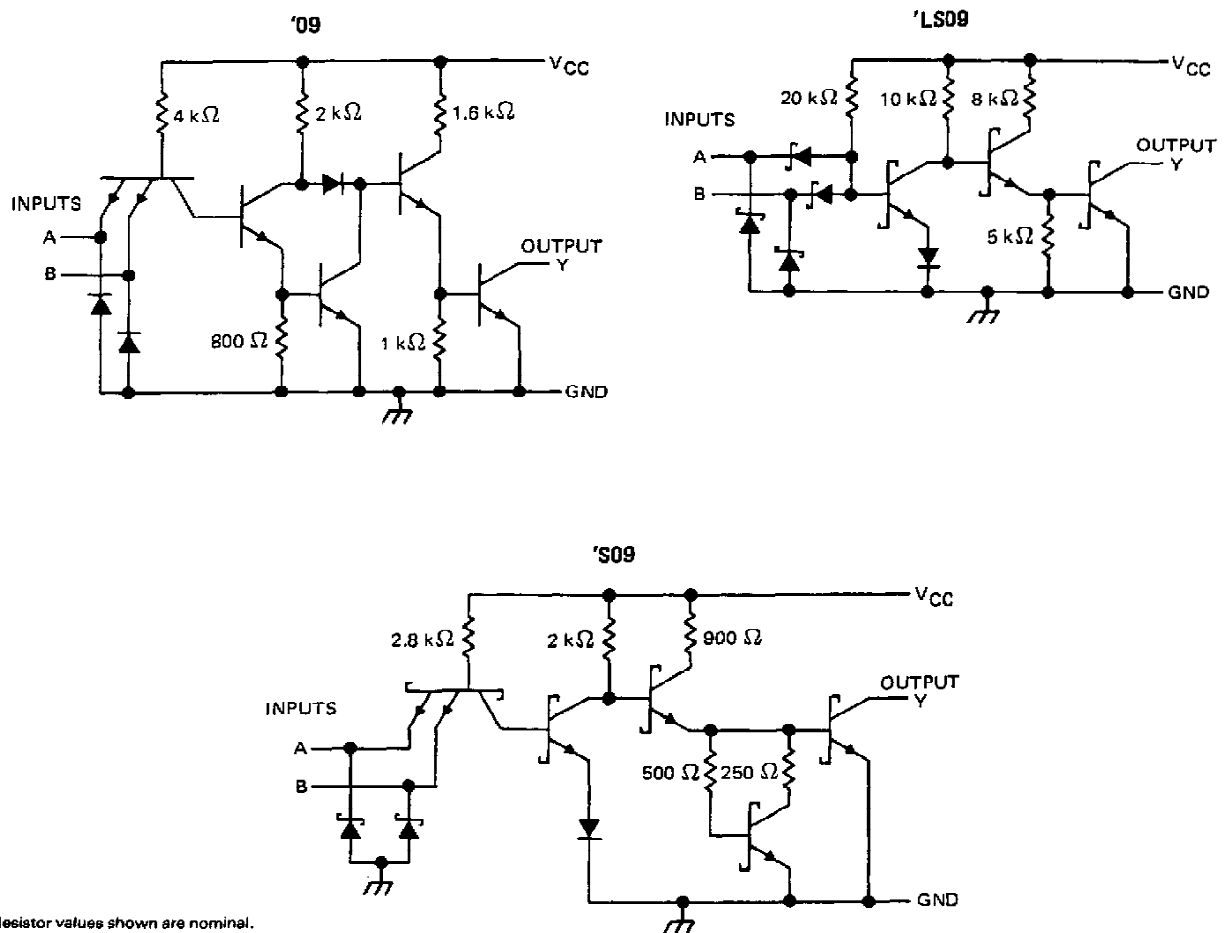 '09
VCC
4 kΩ
2 kΩ
1.6 kΩ
INPUTS
A
B
OUTPUT
Y
800 Ω
1 kΩ
GND
'LS09
VCC
20 kΩ
10 kΩ
8 kΩ
INPUTS
A
B
OUTPUT
Y
5 kΩ
GND
'S09
VCC
2.8 kΩ
2 kΩ
900 Ω
INPUTS
A
B
OUTPUT
Y
500 Ω
250 Ω
GND
esistor values shown are nominal.